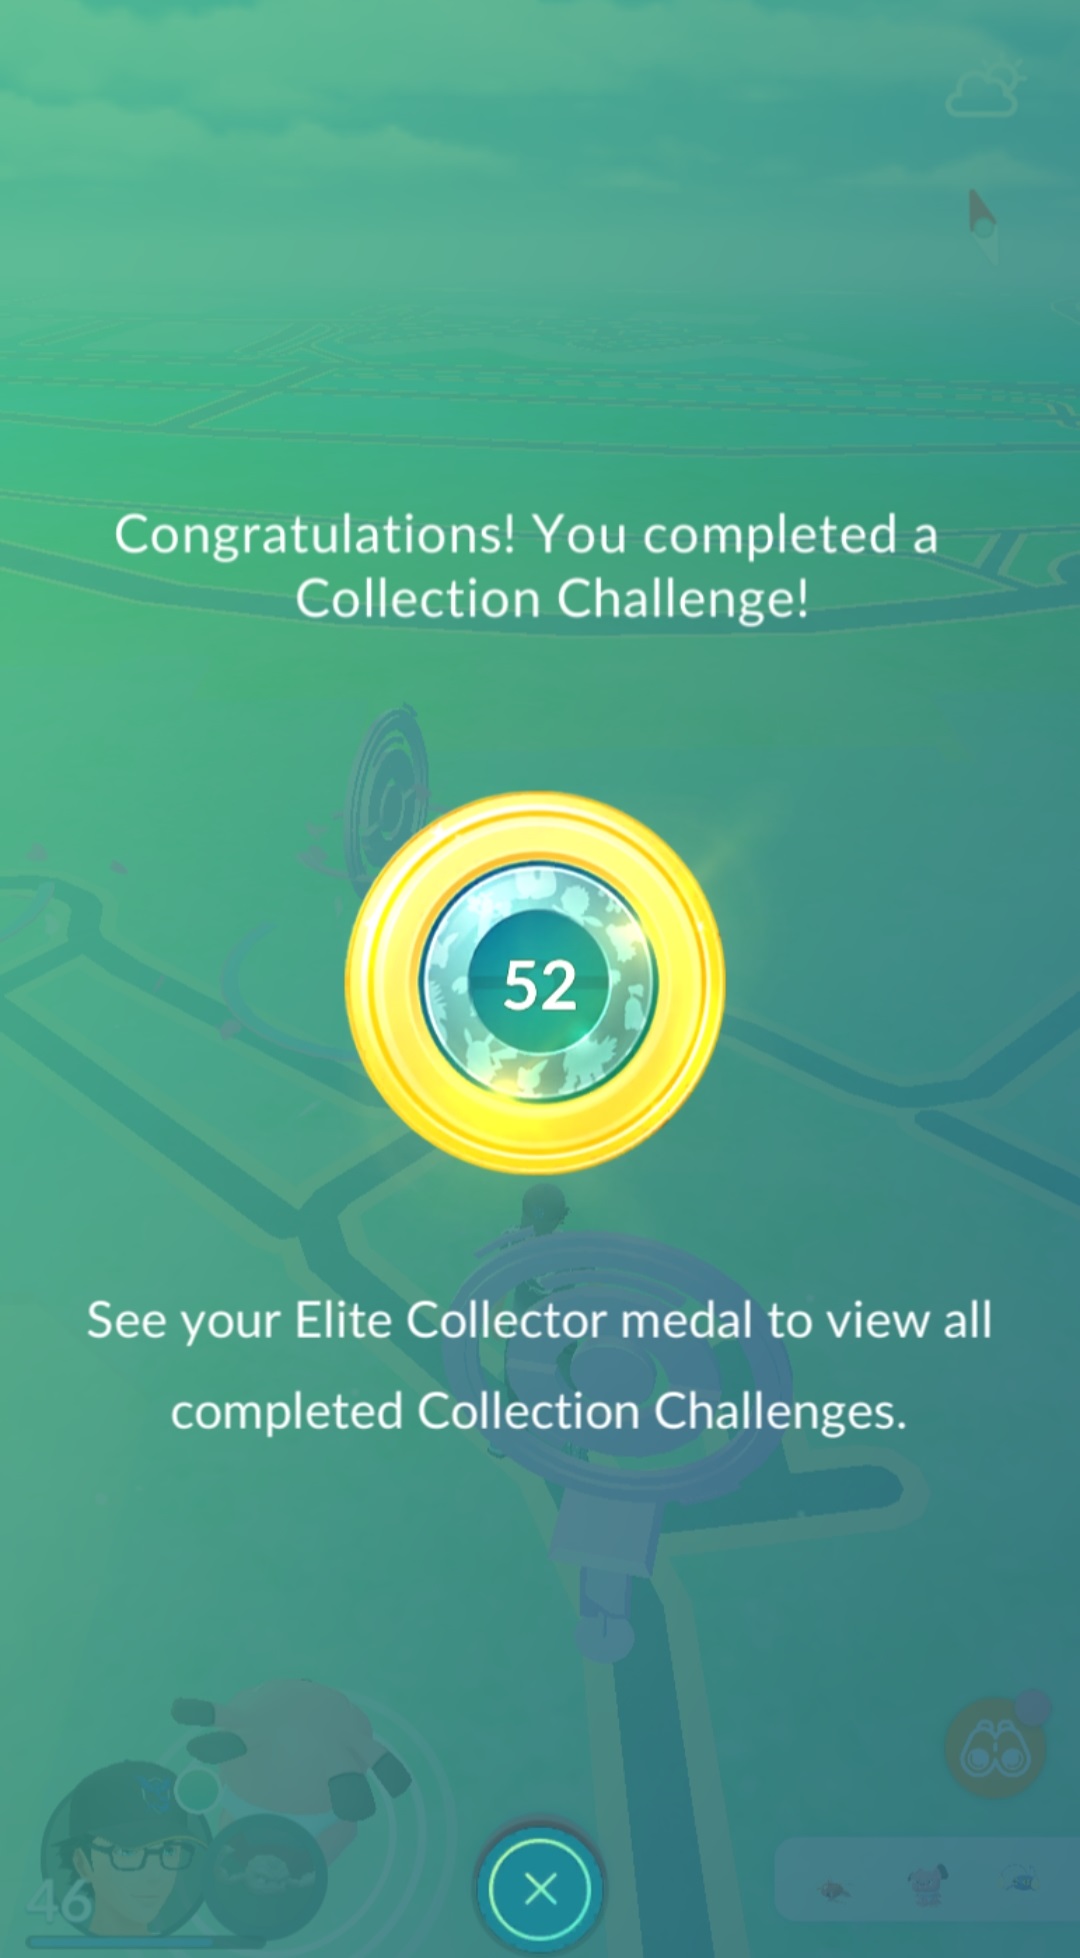 Congratulations! You completed a
Collection Challenge!
52
See your Elite Collector medal to view all
completed Collection Challenges.
46